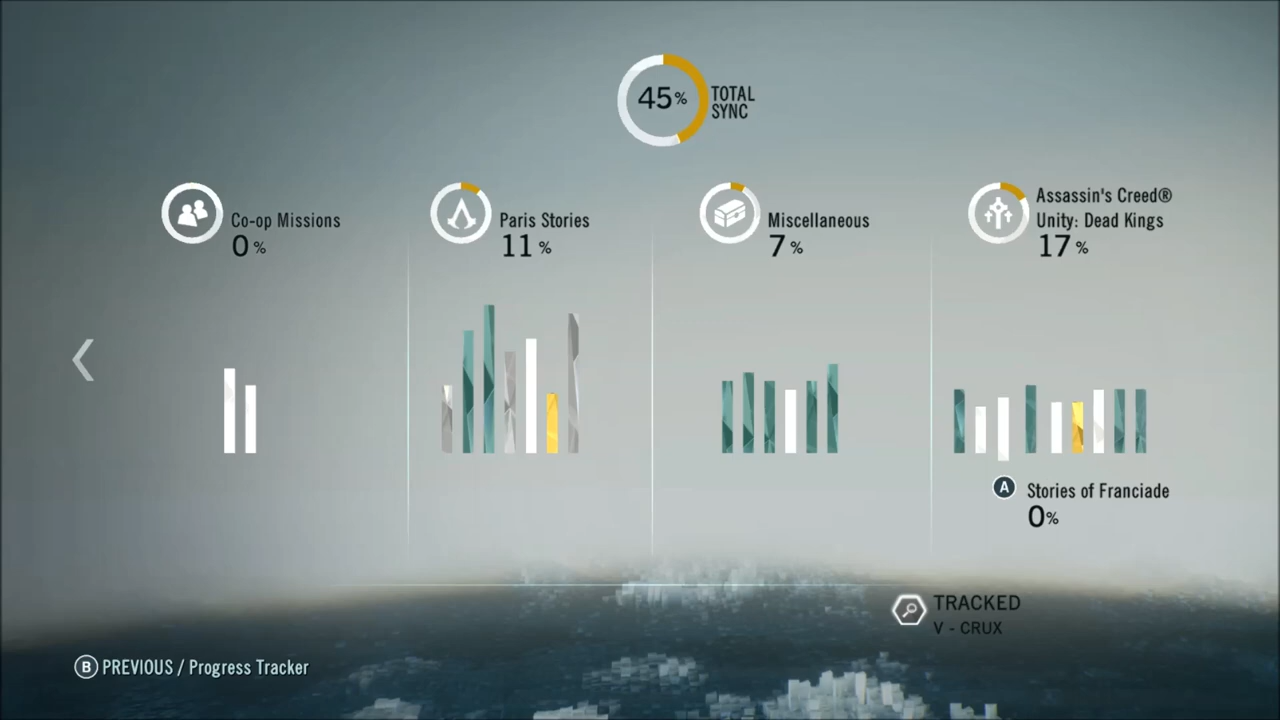 45%
TOTAL
SYNC
Co-op Missions
0%
Paris Stories
11%
Miscellaneous
7%
Assassin's Creed®
Unity: Dead Kings
17%
A Stories of Franciade
0%
TRACKED
V - CRUX
B PREVIOUS / Progress Tracker